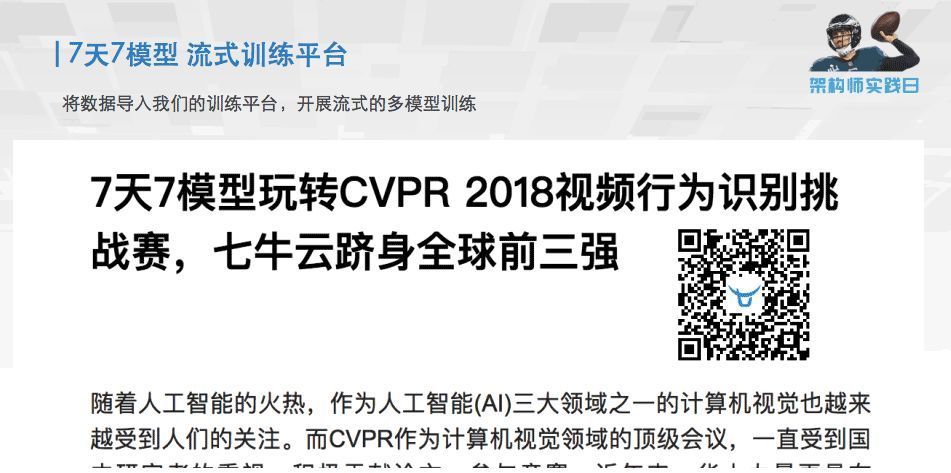 7天7模型 流式训练平台
架构师实践日
将数据导入我们的训练平台，开展流式的多模型训练
7天7模型玩转CVPR 2018视频行为识别挑
战赛，七牛云跻身全球前三强
随着人工智能的火热，作为人工智能(AI)三大领域之一的计算机视觉也越来
越受到人们的关注。而CVPR作为计算机视觉领域的顶级会议，一直受到国